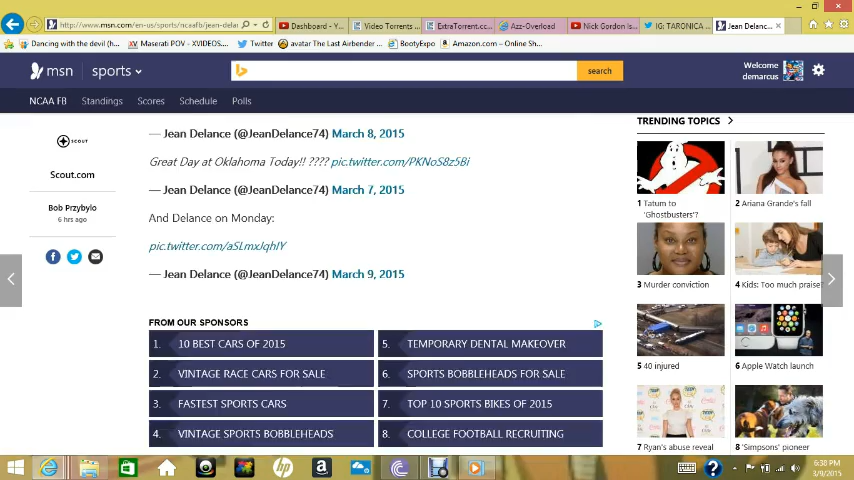 http://www.msn.com/en-us/sports/ncaafb/jean-dela
Dashboard - Y...
Video Torrents ...
ExtraTorrent.cc...
Azz-Overload
Nick Gordon Is...
IG: TARONICA ...
Jean Delanc...
Dancing with the devil (h...
Maserati POV - XVIDEOS....
Twitter
avatar The Last Airbender ...
BootyExpo
Amazon.com – Online Sh...
msn
sports
search
Welcome
demarcus
NCAA FB
Standings
Scores
Schedule
Polls
SCOUT
Scout.com
Bob Przybylo
6 hrs ago
— Jean Delance (@JeanDelance74) March 8, 2015
Great Day at Oklahoma Today!! ???? pic.twitter.com/PKNoS8z5Bi
— Jean Delance (@JeanDelance74) March 7, 2015
And Delance on Monday:
pic.twitter.com/aSLmxJqhIY
— Jean Delance (@JeanDelance74) March 9, 2015
FROM OUR SPONSORS
1. 10 BEST CARS OF 2015
2. VINTAGE RACE CARS FOR SALE
3. FASTEST SPORTS CARS
4. VINTAGE SPORTS BOBBLEHEADS
5. TEMPORARY DENTAL MAKEOVER
6. SPORTS BOBBLEHEADS FOR SALE
7. TOP 10 SPORTS BIKES OF 2015
8. COLLEGE FOOTBALL RECRUITING
TRENDING TOPICS
1 Tatum to
'Ghostbusters'?
2 Ariana Grande's fall
3 Murder conviction
4 Kids: Too much praise?
5 40 injured
6 Apple Watch launch
7 Ryan's abuse reveal
8 'Simpsons' pioneer
6:30 PM
3/9/2015